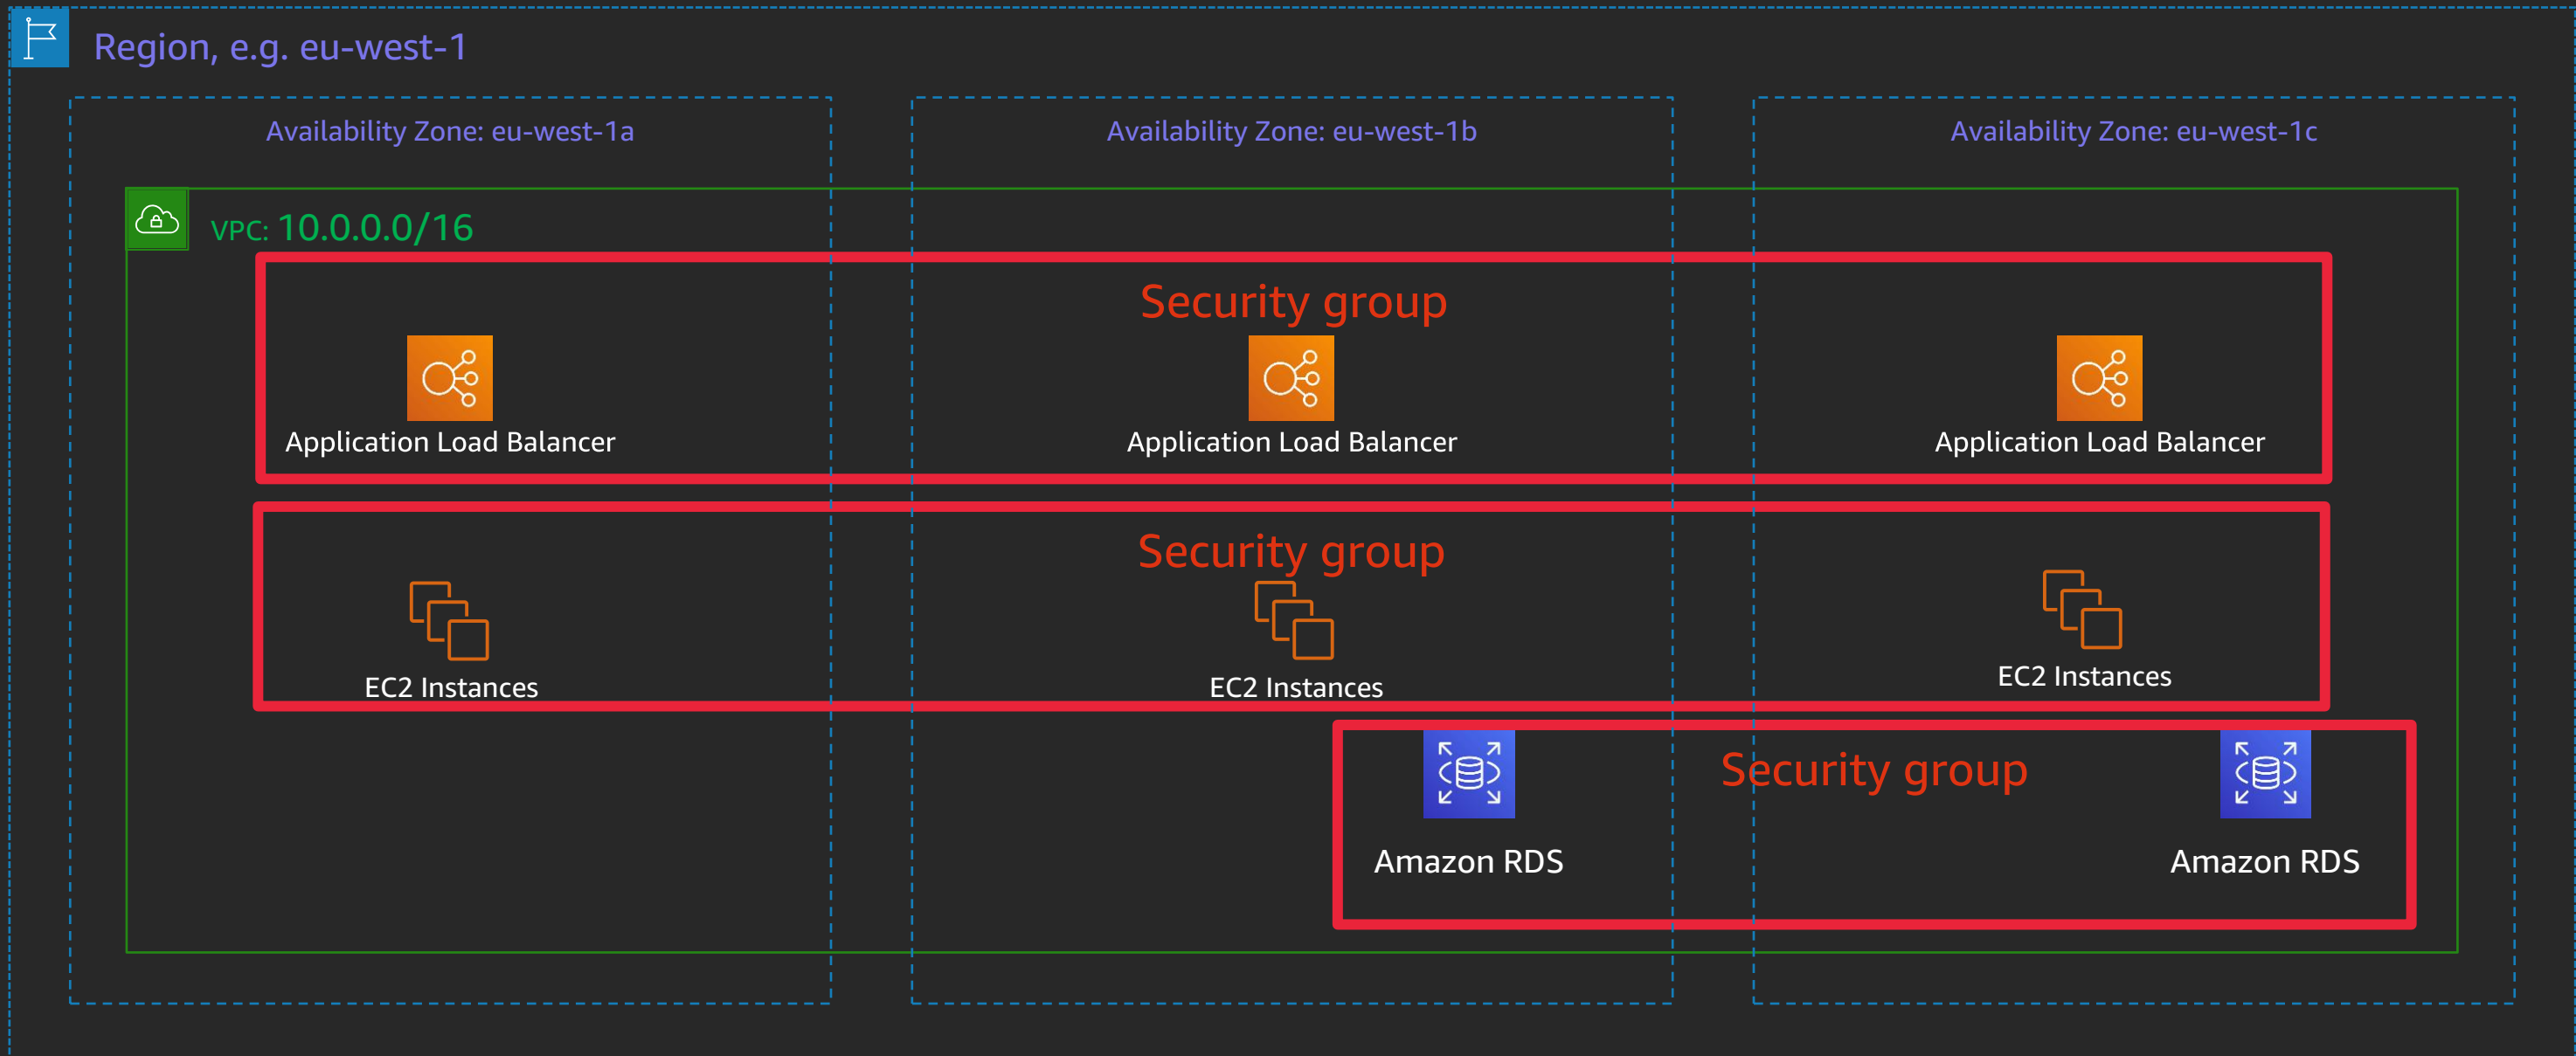 Region, e.g. eu-west-1
Availability Zone: eu-west-1a
Availability Zone: eu-west-1b
Availability Zone: eu-west-1c
VPC: 10.0.0.0/16
Security group
Application Load Balancer
Application Load Balancer
Application Load Balancer
Security group
EC2 Instances
EC2 Instances
EC2 Instances
Security group
Amazon RDS
Amazon RDS